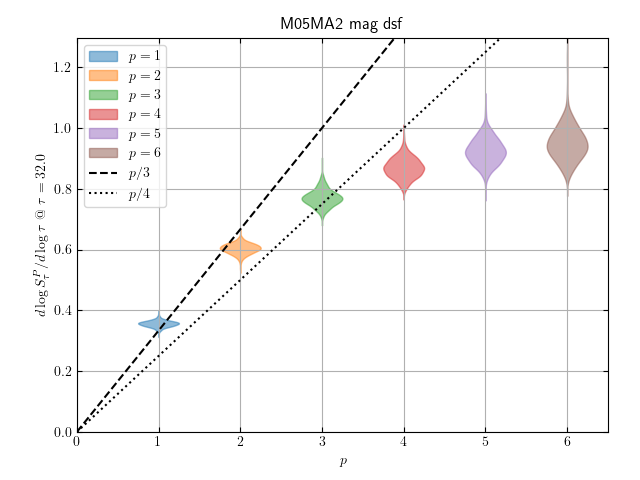 M05MA2 mag dsf
d log S_τ^P / d log τ @ τ = 32.0
1.2
1.0
0.8
0.6
0.4
0.2
0.0
p = 1
p = 2
p = 3
p = 4
p = 5
p = 6
p/3
p/4
0 1 2 3 4 5 6
p